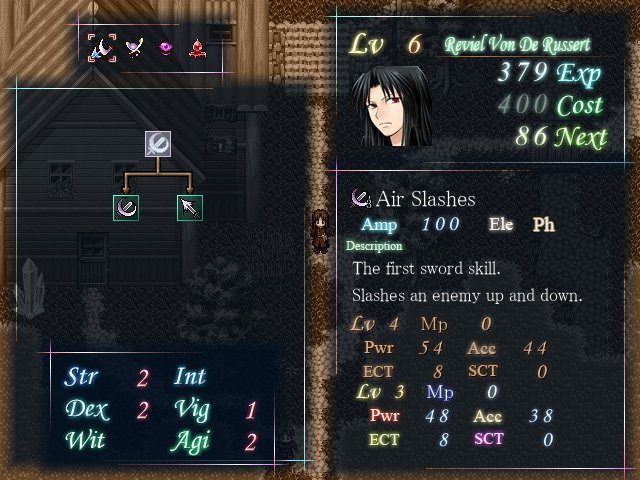 Lv 6 Reviel Von De Russert
379 Exp
400 Cost
86 Next
Air Slashes
Amp 100 Ele Ph
Description
The first sword skill.
Slashes an enemy up and down.
Lv 4 Mp 0
Pwr 54 Acc 44
ECT 8 SCT 0
Lv 3 Mp 0
Pwr 48 Acc 38
ECT 8 SCT 0
Str 2 Int
Dex 2 Vig 1
Wit Agi 2